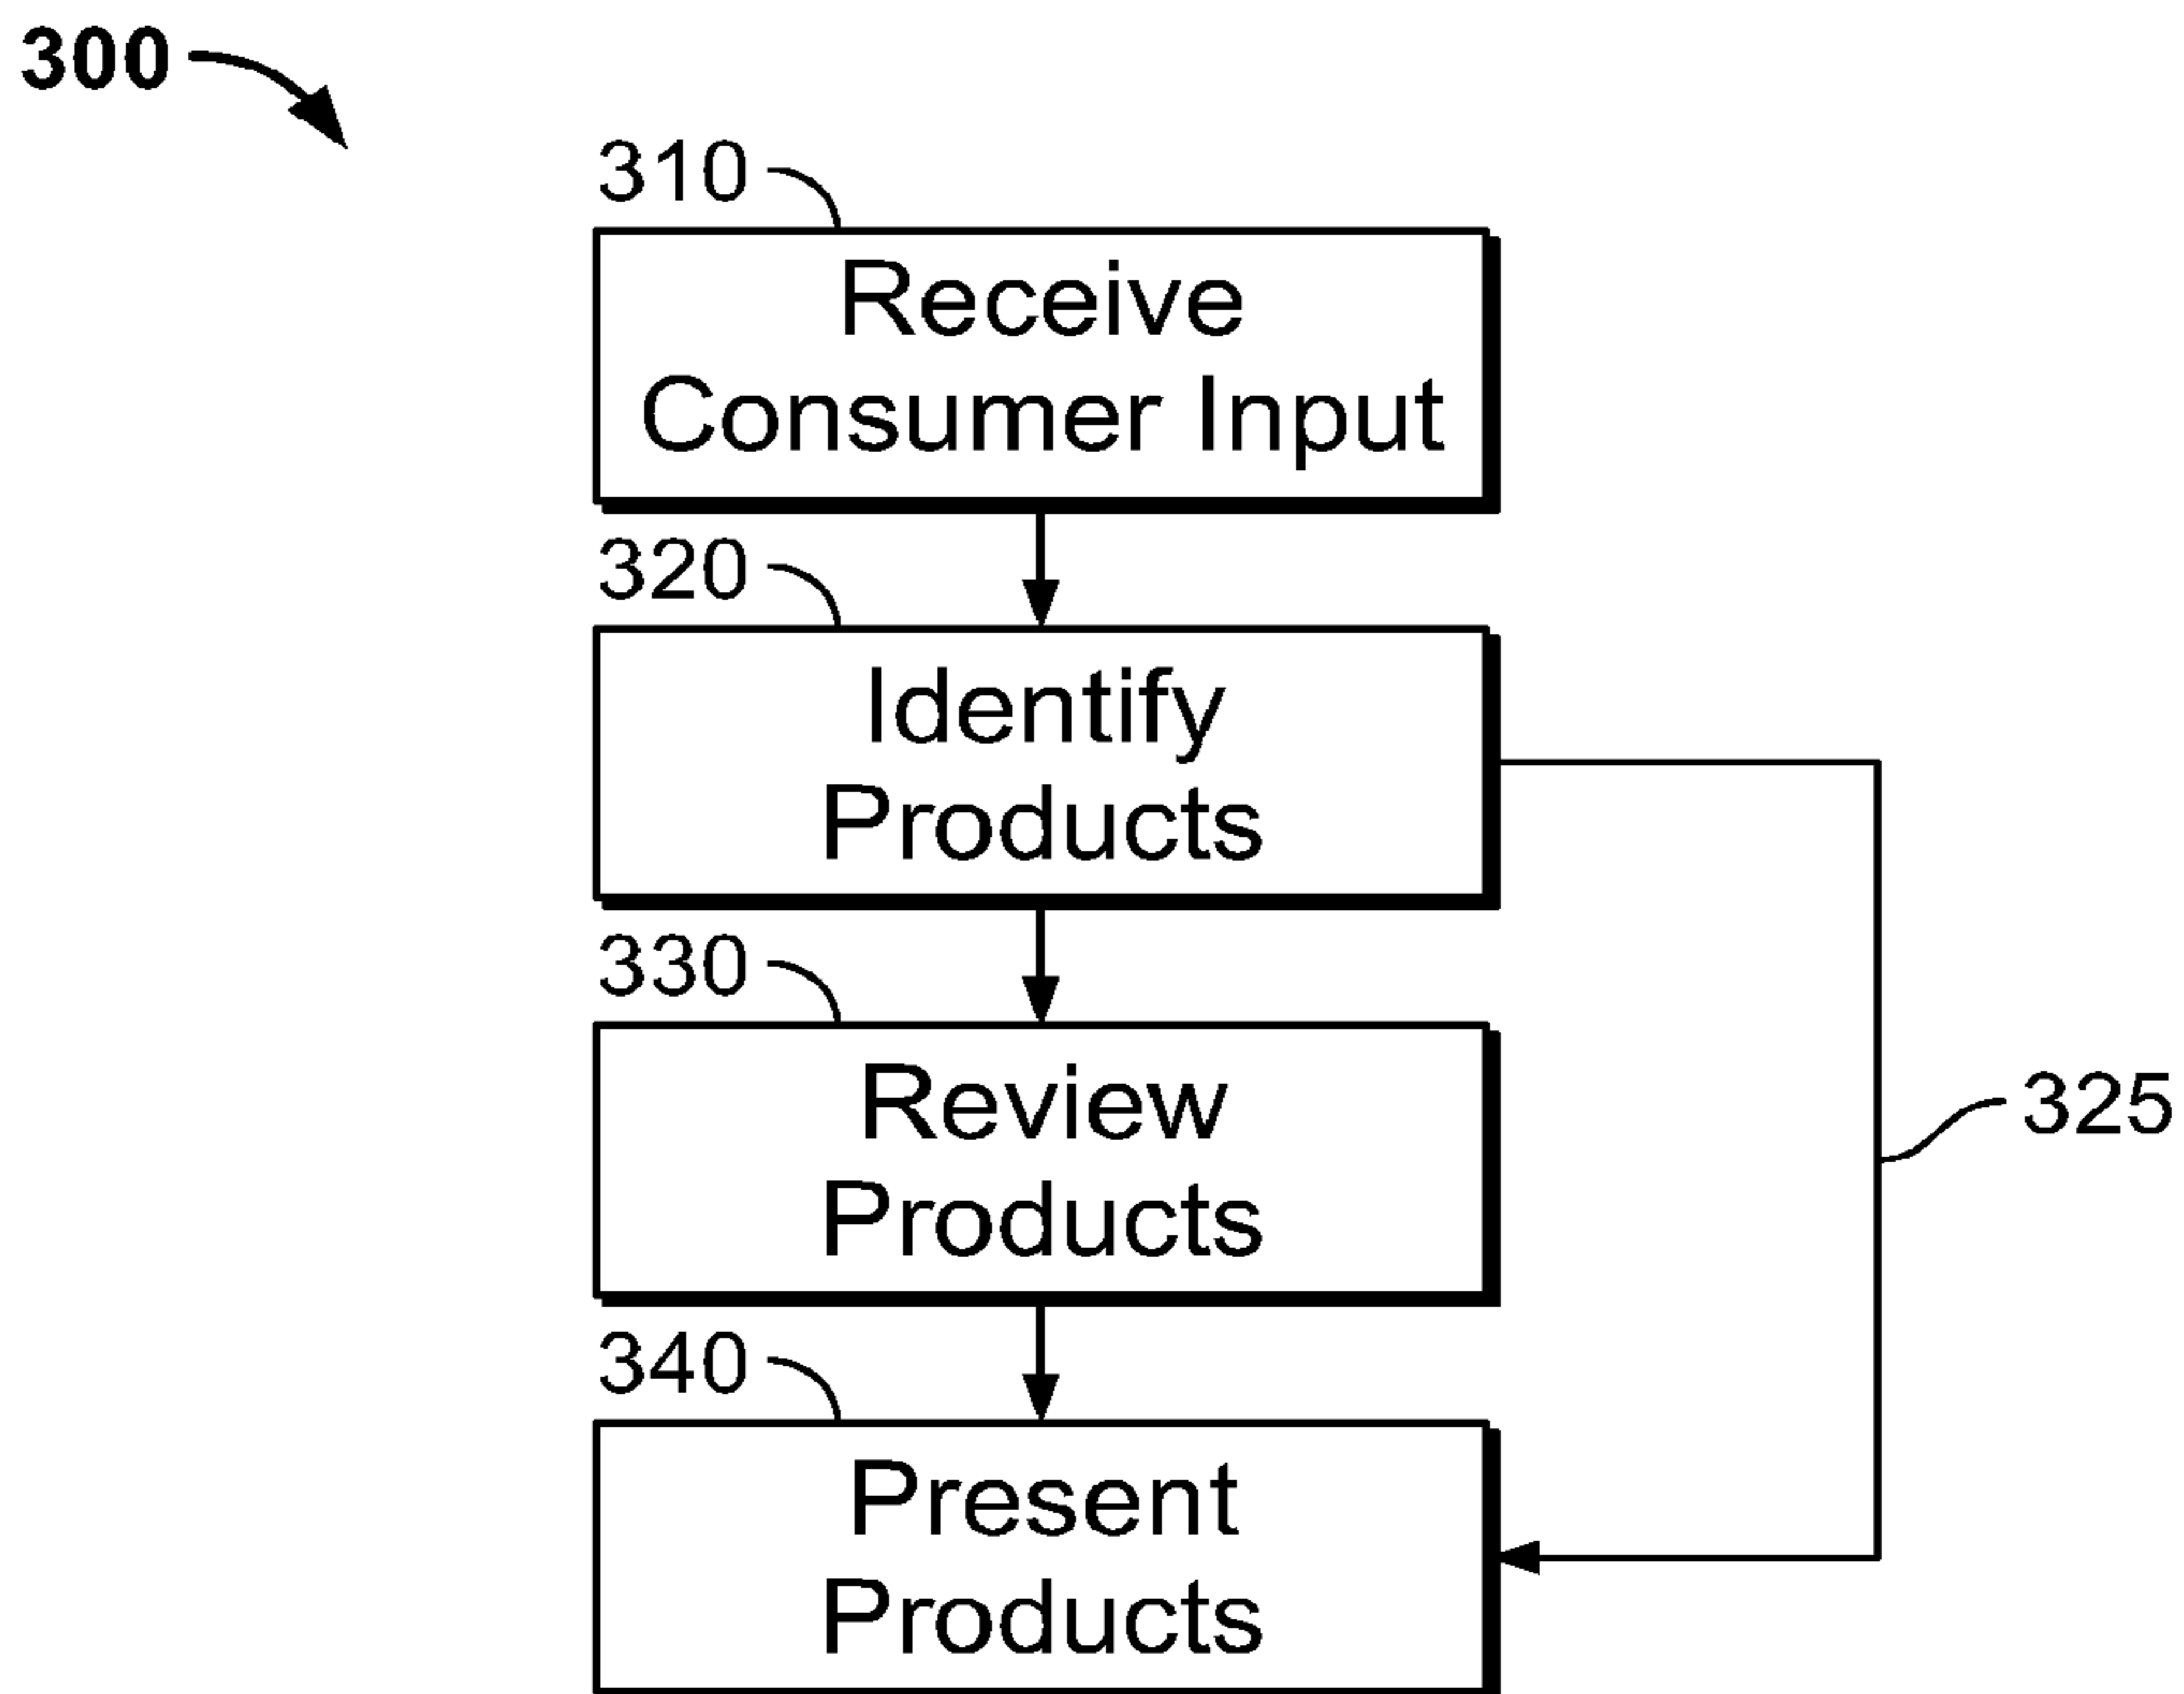 300
310
Receive
Consumer Input
320
Identify
Products
330
Review
Products
325
340
Present
Products